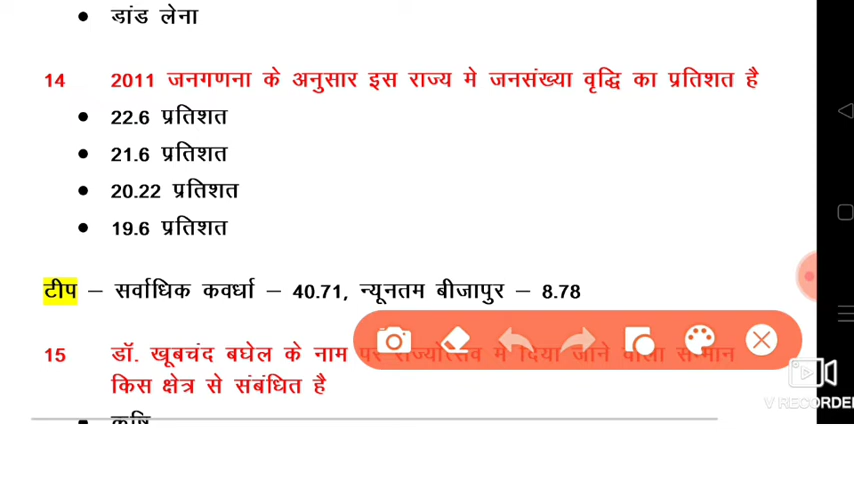 • डांड लेना
14 2011 जनगणना के अनुसार इस राज्य मे जनसंख्या वृद्धि का प्रतिशत है
• 22.6 प्रतिशत
• 21.6 प्रतिशत
• 20.22 प्रतिशत
• 19.6 प्रतिशत
टीप – सर्वाधिक कवर्धा – 40.71, न्यूनतम बीजापुर – 8.78
15 डॉ. खूबचंद बघेल के नाम पर राज्योत्सव में दिया जाने वाला सम्मान
किस क्षेत्र से संबंधित है
• कृषि
V RECORDER